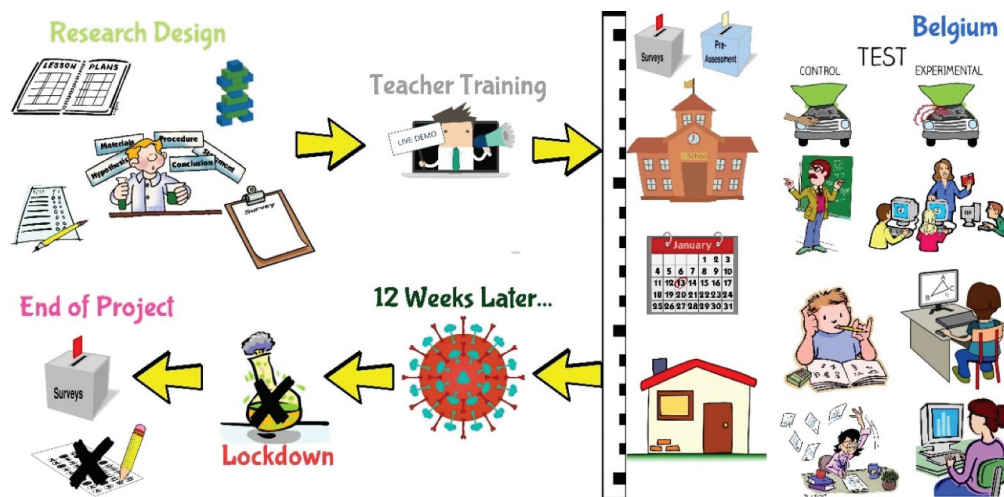 Research Design
LESSON PLANS
Materials
Procedure
Hypothesis
Conclusion
Survey
Teacher Training
LIVE DEMO
Surveys
Pre-
Assessment
Belgium
TEST
CONTROL
EXPERIMENTAL
School
January
1 2 3
4 5 6 7 8 9 10
11 12 13 14 15 16 17
18 19 20 21 22 23 24
25 26 27 28 29 30 31
12 Weeks Later...
Lockdown
End of Project
Surveys
A
B
C